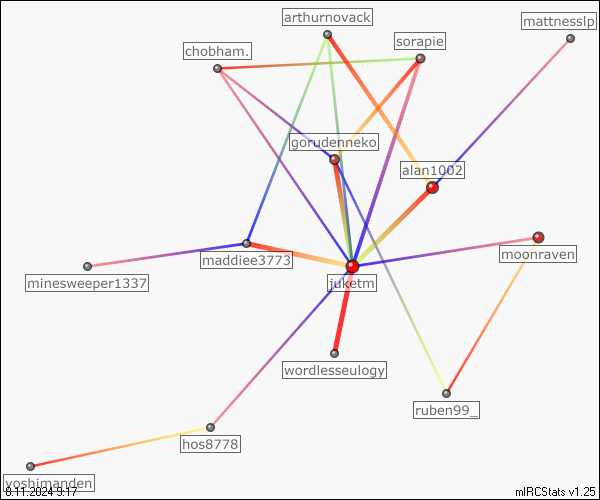 arthurnovack
mattnesslp
sorapie
chobham.
gorudenneko
alan1002
moonraven
maddiee3773
minesweeper1337
juketm
wordlesseulogy
ruben99_
hos8778
yoshimanden
8.11.2024 9:17
mIRCStats v1.25